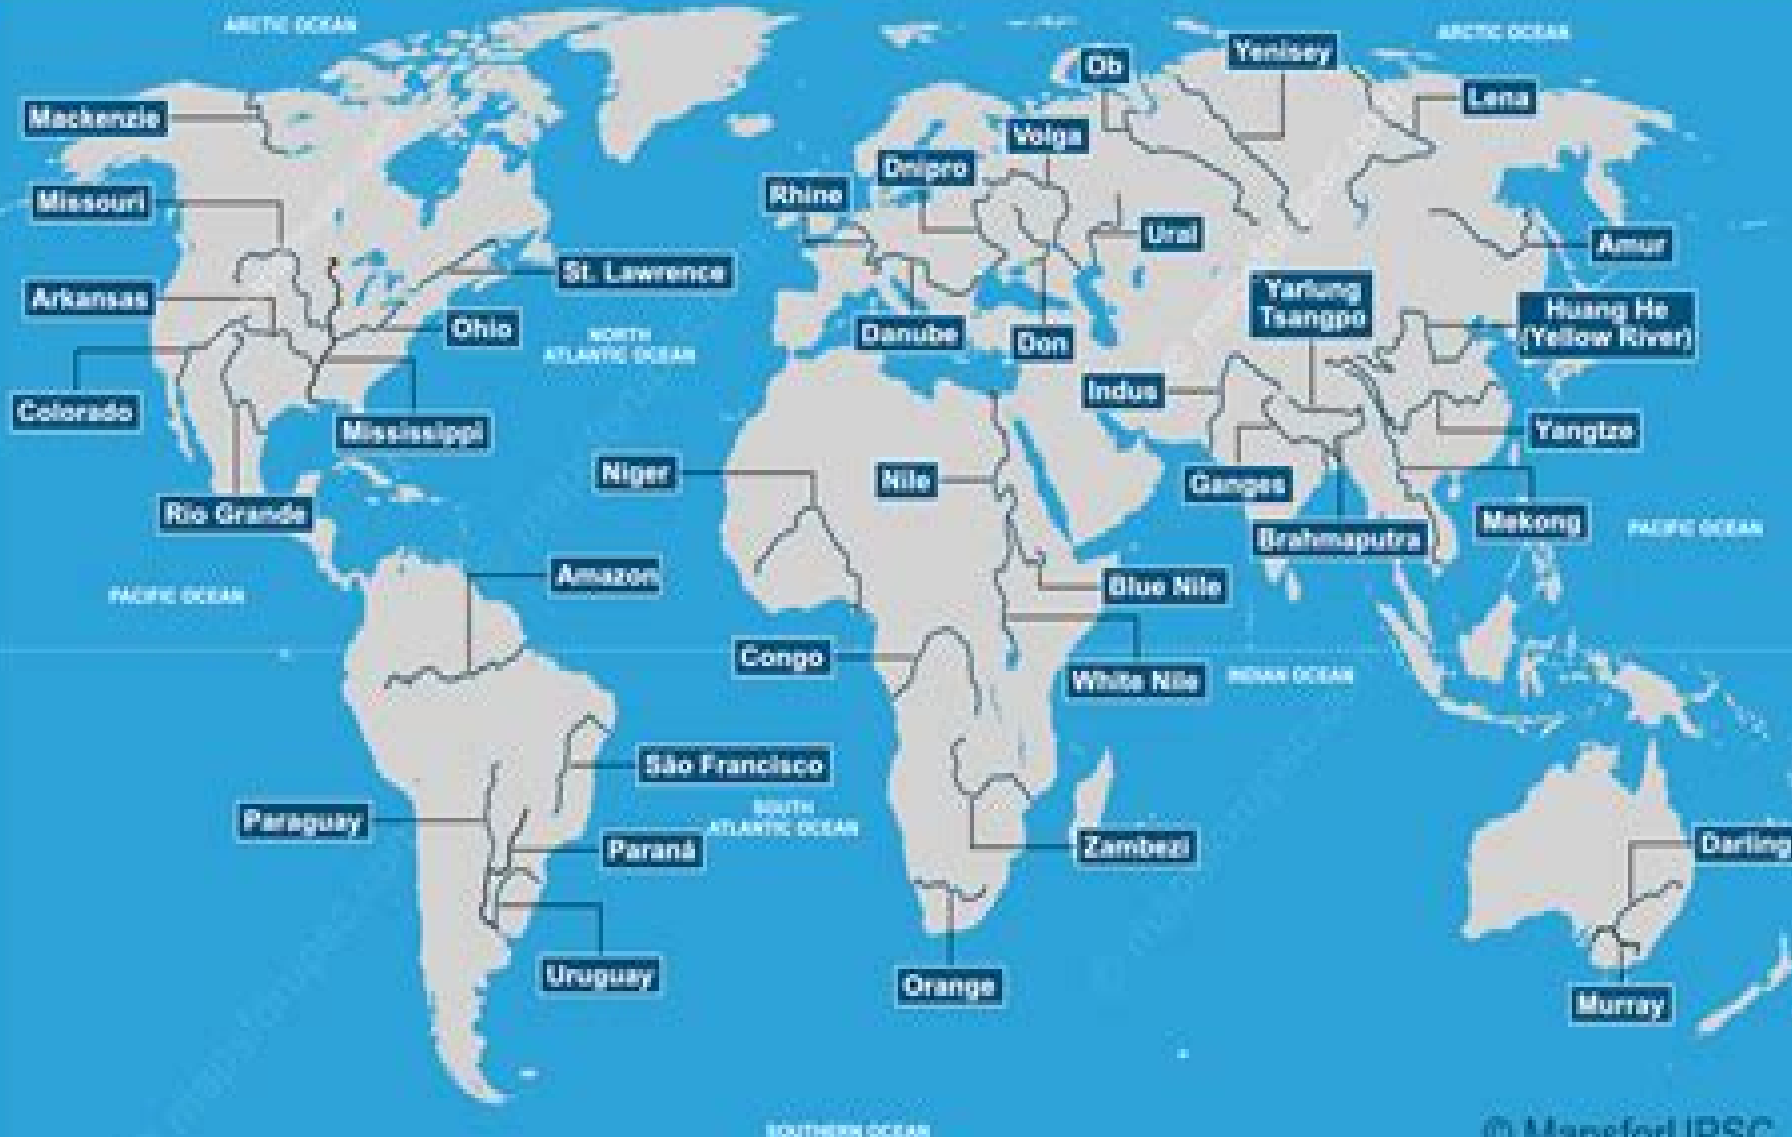 ARCTIC OCEAN
ARCTIC OCEAN
Ob
Yenisey
Lena
Mackenzie
Volga
Dnipro
Rhine
Missouri
Ural
Amur
St. Lawrence
Arkansas
Yarlung
Tsangpo
Huang He
(Yellow River)
Ohio
Danube
Don
NORTH
ATLANTIC OCEAN
Indus
Colorado
Mississippi
Yangtze
Niger
Nile
Ganges
Rio Grande
Mekong
PACIFIC OCEAN
Brahmaputra
Amazon
Blue Nile
PACIFIC OCEAN
Congo
White Nile
INDIAN OCEAN
São Francisco
SOUTH
ATLANTIC OCEAN
Paraguay
Paraná
Zambezi
Darling
Uruguay
Orange
Murray
SOUTHERN OCEAN
© MapsforUPSC